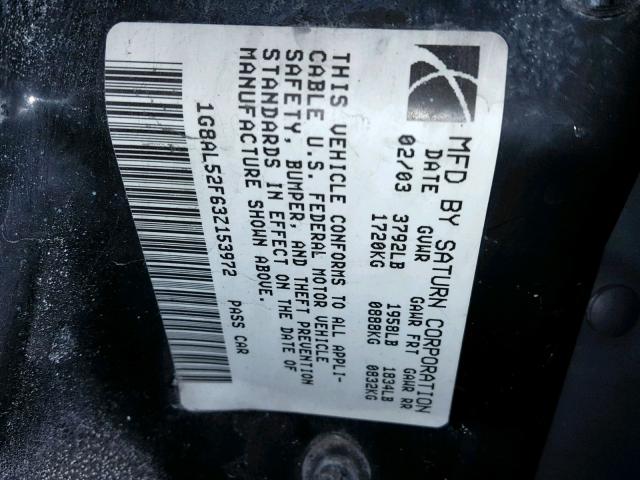 MFD BY SATURN CORPORATION
DATE GVWR GAWR FRT GAWR RR
02/03 3792LB 1958LB 1834LB
1720KG 0888KG 0832KG
THIS VEHICLE CONFORMS TO ALL APPLI-
CABLE U.S. FEDERAL MOTOR VEHICLE
SAFETY, BUMPER, AND THEFT PREVENTION
STANDARDS IN EFFECT ON THE DATE OF
MANUFACTURE SHOWN ABOVE.
1G8AL52F63Z153972 PASS CAR